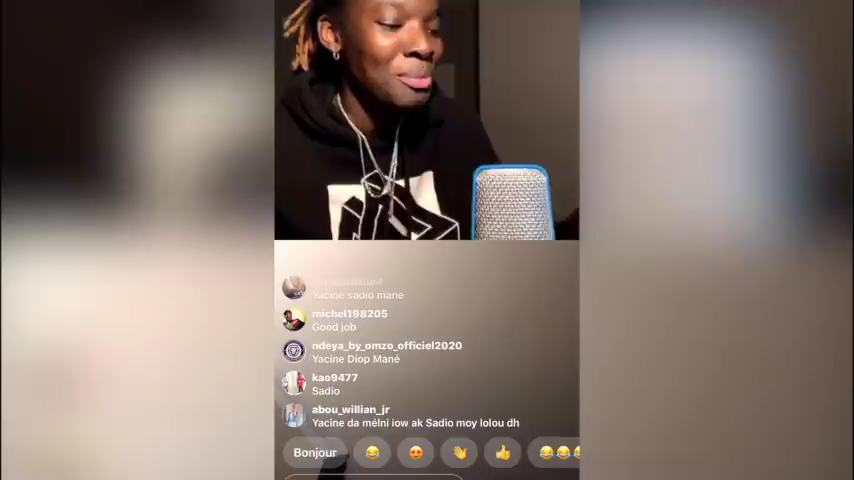 Yacine sadio mane
michel198205
Good job
ndeya_by_omzo_officiel2020
Yacine Diop Mané
kao9477
Sadio
abou_willian_jr
Yacine da mélni iow ak Sadio moy lolou dh
Bonjour